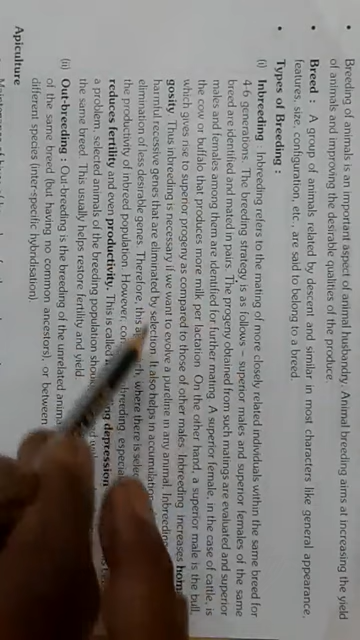 Breeding of animals is an important aspect of animal husbandry. Animal breeding aims at increasing the yield
of animals and improving the desirable qualities of the produce.
Breed : A group of animals related by descent and similar in most characters like general appearance,
features, size, configuration, etc., are said to belong to a breed.
Types of Breeding :
(i) Inbreeding : Inbreeding refers to the mating of more closely related individuals within the same breed for
4-6 generations. The breeding strategy is as follows – superior males and superior females of the same
breed are identified and mated in pairs. The progeny obtained from such matings are evaluated and superior
males and females among them are identified for further mating. A superior female, in the case of cattle, is
the cow or buffalo that produces more milk per lactation. On the other hand, a superior male is the bull,
which gives rise to superior progeny as compared to those of other males. Inbreeding increases
gosity. Thus inbreeding is necessary if we want to evolve a pureline in any animal.
harmful recessive genes that are eliminated by selection. It also helps in
elimination of less desirable genes. Therefore, this where there is
the productivity of inbred population. However,
reduces fertility and even productivity. This is called depression
a problem, selected animals of the breeding population
the same breed. This usually helps restore fertility and yield.
(ii) Out-breeding : Out-breeding is the breeding of the unrelated
of the same breed (but having no common ancestors), or between
different species (inter-specific hybridisation).
Apiculture